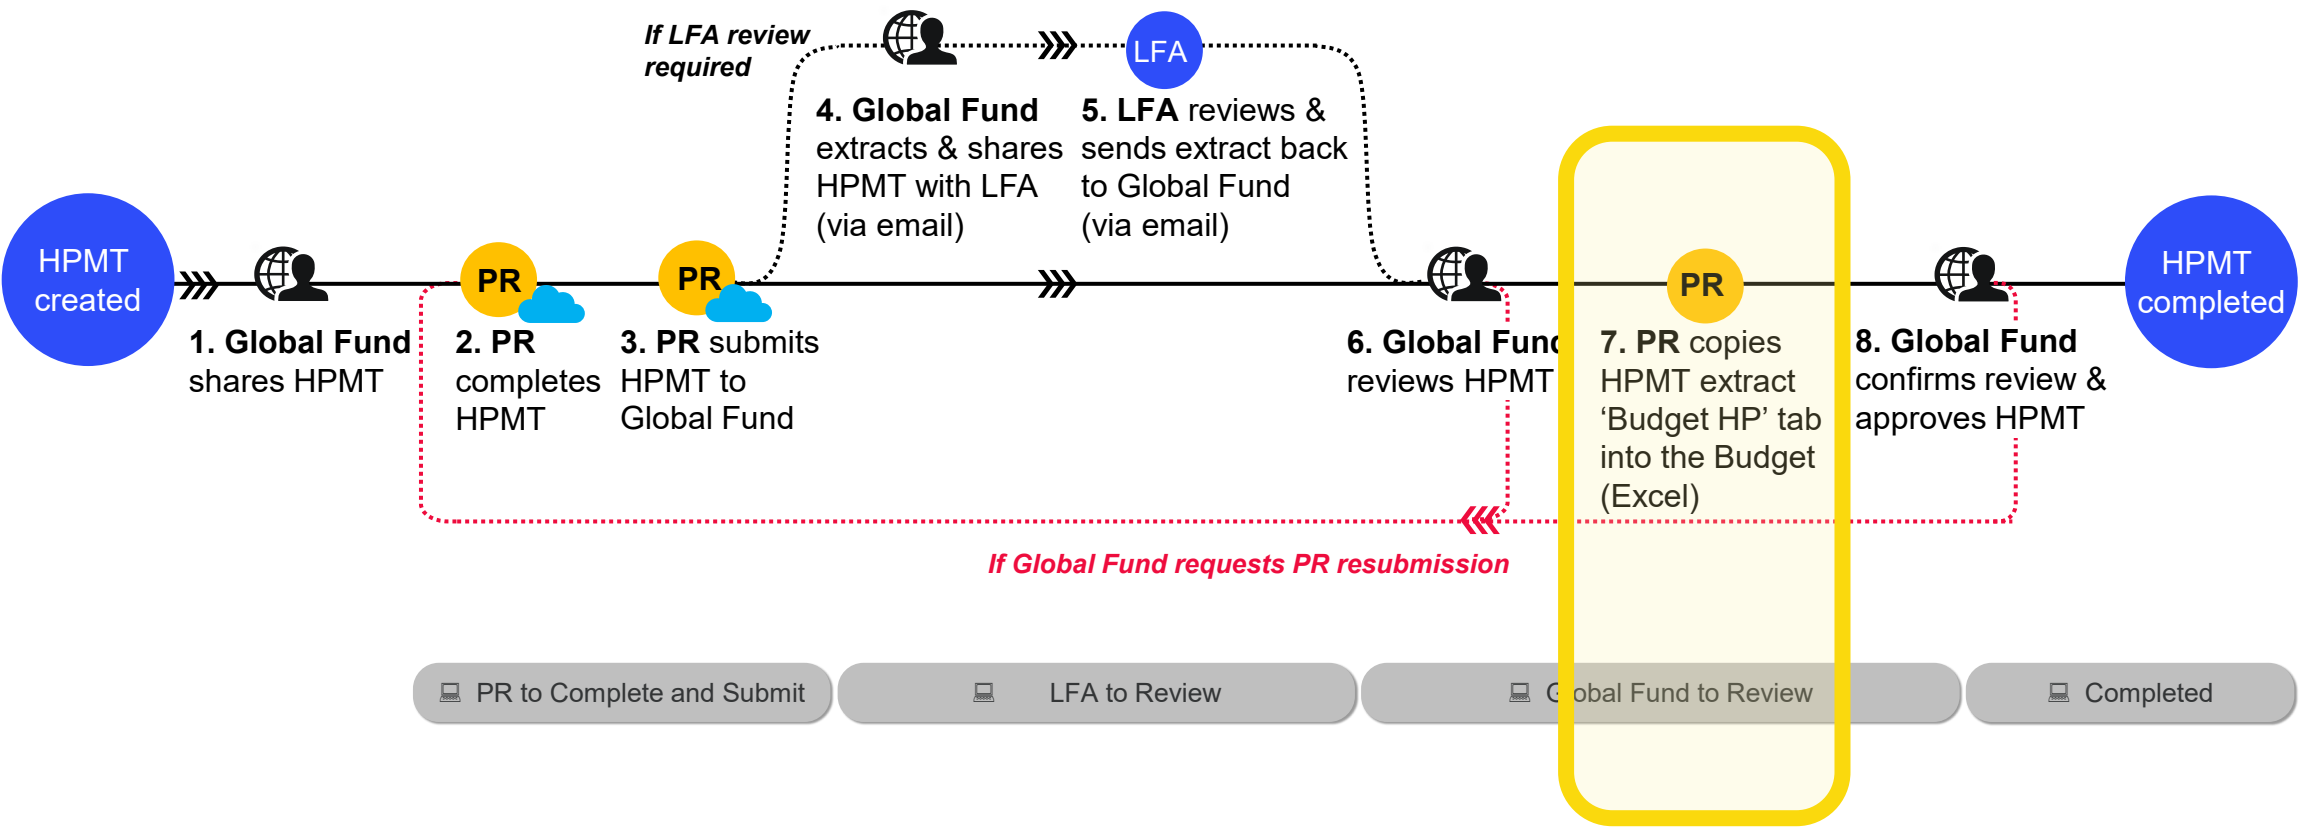 If LFA review
required
LFA
4. Global Fund
extracts & shares
HPMT with LFA
(via email)
5. LFA reviews &
sends extract back
to Global Fund
(via email)
HPMT
created
1. Global Fund
shares HPMT
PR
2. PR
completes
HPMT
PR
3. PR submits
HPMT to
Global Fund
6. Global Fund
reviews HPMT
PR
7. PR copies
HPMT extract
‘Budget HP’ tab
into the Budget
(Excel)
8. Global Fund
confirms review &
approves HPMT
HPMT
completed
If Global Fund requests PR resubmission
PR to Complete and Submit
LFA to Review
Global Fund to Review
Completed